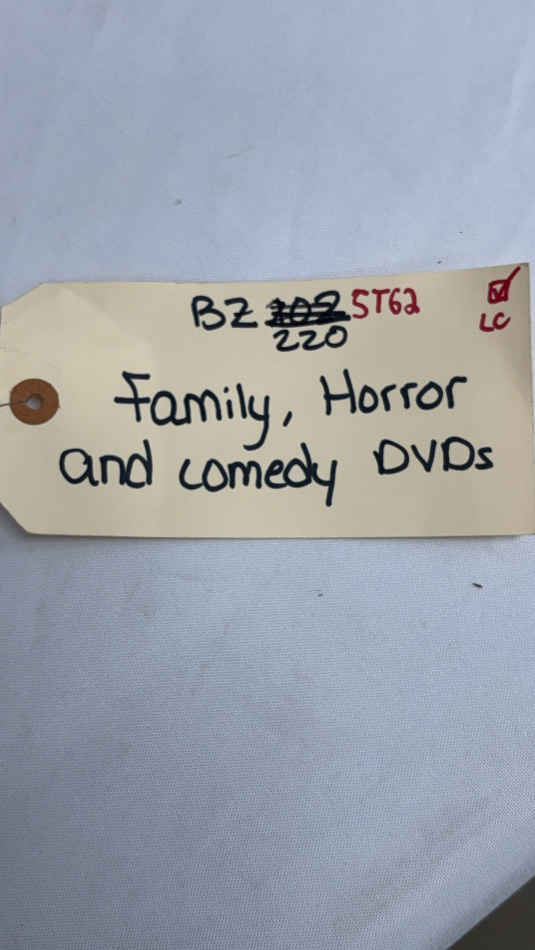 BZ ST62
220
LC
Family, Horror
and comedy DVDs